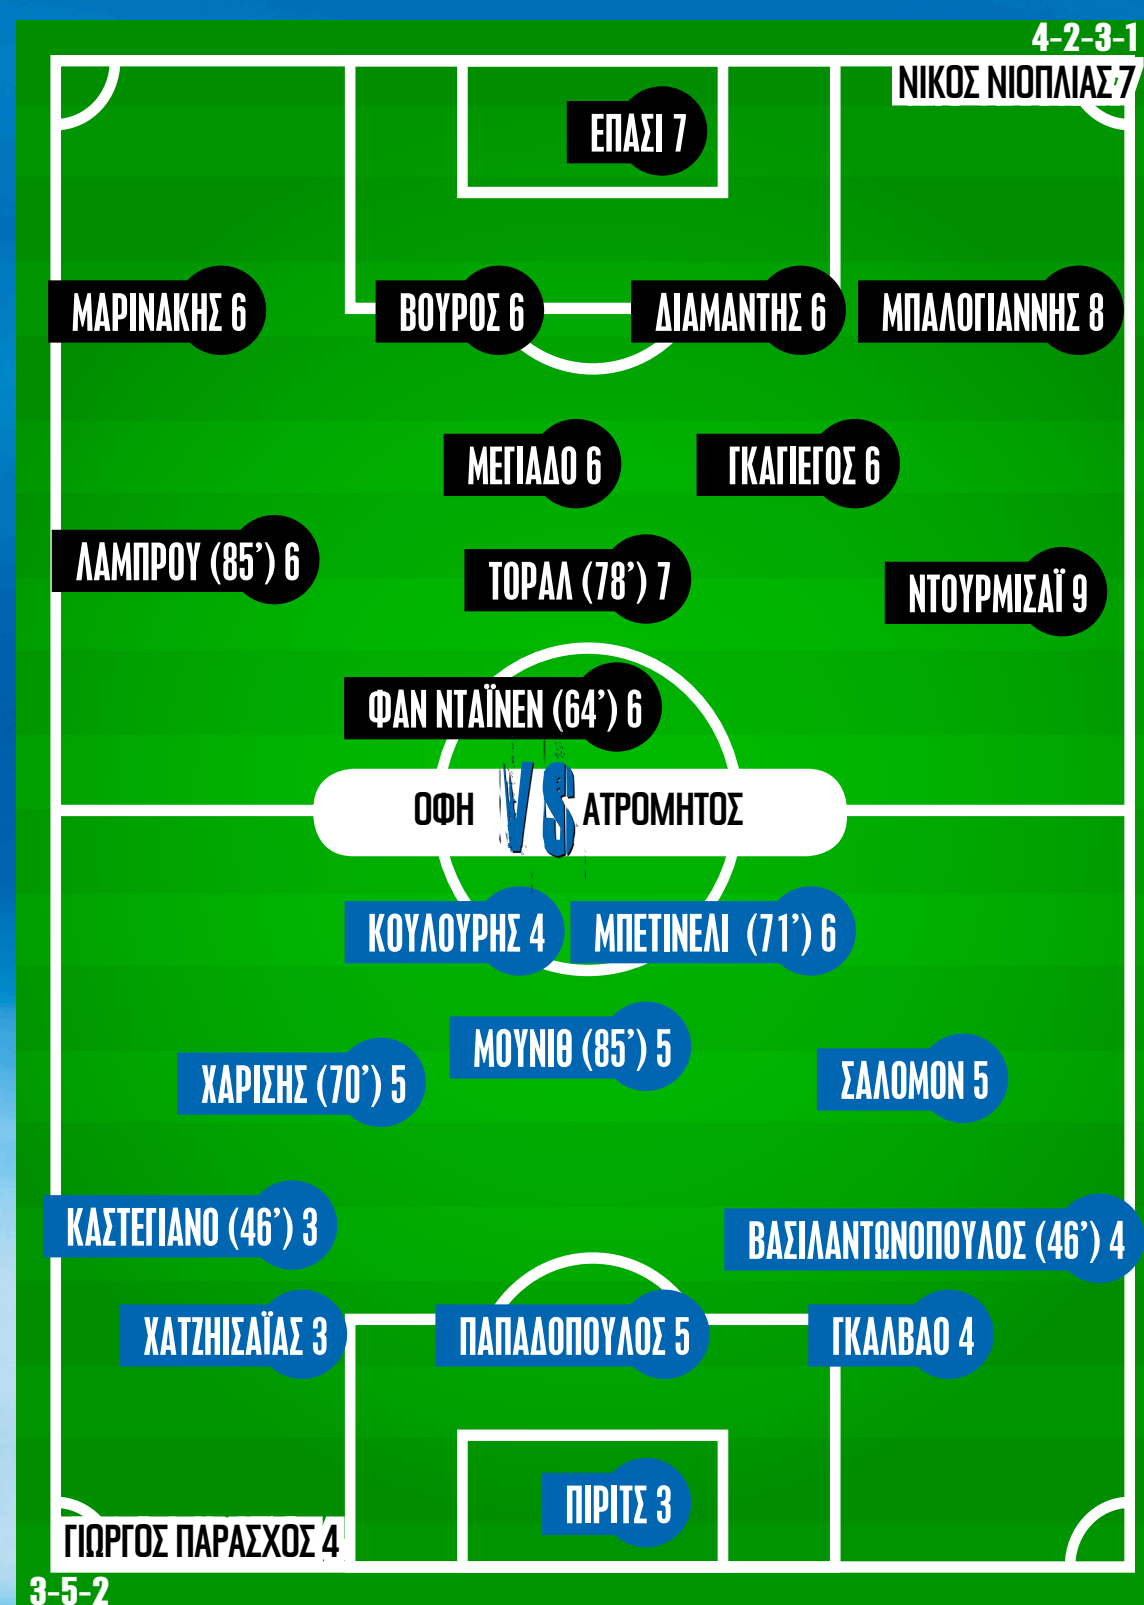 4-2-3-1
ΝΙΚΟΣ ΝΙΟΠΛΙΑΣ 7
ΕΠΑΣΙ 7
ΜΑΡΙΝΑΚΗΣ 6
ΒΟΥΡΟΣ 6
ΔΙΑΜΑΝΤΗΣ 6
ΜΠΑΛΟΓΙΑΝΝΗΣ 8
ΜΕΓΙΑΔΟ 6
ΓΚΑΓΙΕΓΟΣ 6
ΛΑΜΠΡΟΥ (85’) 6
ΤΟΡΑΛ (78’) 7
ΝΤΟΥΡΜΙΣΑΪ 9
ΦΑΝ ΝΤΑΪΝΕΝ (64’) 6
ΟΦΗ VS ΑΤΡΟΜΗΤΟΣ
ΚΟΥΛΟΥΡΗΣ 4
ΜΠΕΤΙΝΕΛΙ (71’) 6
ΜΟΥΝΙΘ (85’) 5
ΧΑΡΙΣΗΣ (70’) 5
ΣΑΛΟΜΟΝ 5
ΚΑΣΤΕΓΙΑΝΟ (46’) 3
ΒΑΣΙΛΑΝΤΩΝΟΠΟΥΛΟΣ (46’) 4
ΧΑΤΖΗΙΣΑΪΑΣ 3
ΠΑΠΑΔΟΠΟΥΛΟΣ 5
ΓΚΑΛΒΑΟ 4
ΠΙΡΙΤΣ 3
ΓΙΩΡΓΟΣ ΠΑΡΑΣΧΟΣ 4
3-5-2